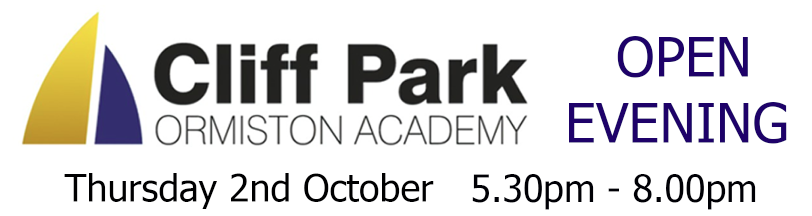 Cliff Park
ORMISTON ACADEMY
OPEN
EVENING
Thursday 2nd October 5.30pm - 8.00pm